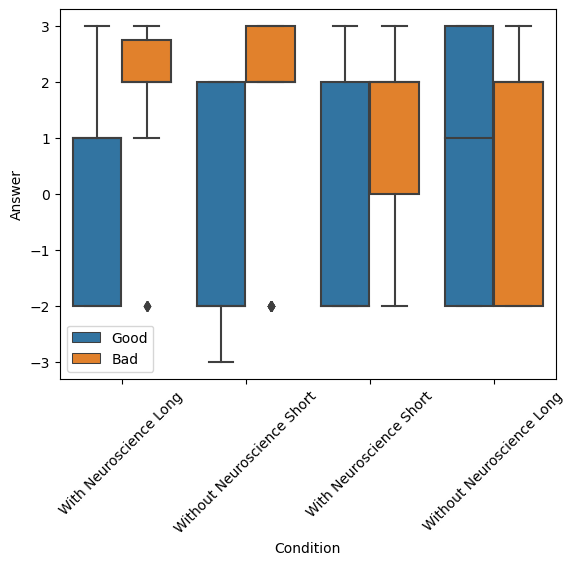 3
2
1
0
−1
−2
−3
Answer
Good
Bad
With Neuroscience Long
Without Neuroscience Short
With Neuroscience Short
Without Neuroscience Long
Condition